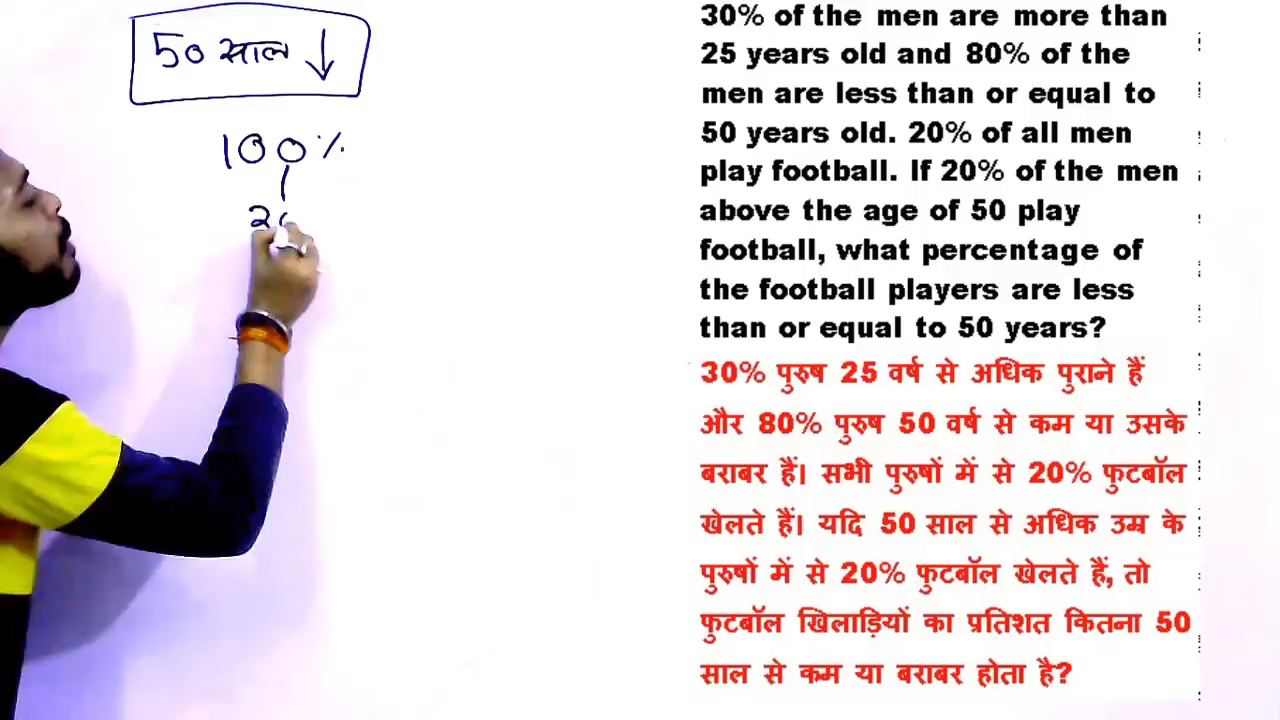 50 साल ↓
100%
2
30% of the men are more than
25 years old and 80% of the
men are less than or equal to
50 years old. 20% of all men
play football. If 20% of the men
above the age of 50 play
football, what percentage of
the football players are less
than or equal to 50 years?
30% पुरुष 25 वर्ष से अधिक पुराने हैं
और 80% पुरुष 50 वर्ष से कम या उसके
बराबर हैं। सभी पुरुषों में से 20% फुटबॉल
खेलते हैं। यदि 50 साल से अधिक उम्र के
पुरुषों में से 20% फुटबॉल खेलते हैं, तो
फुटबॉल खिलाड़ियों का प्रतिशत कितना 50
साल से कम या बराबर होता है?